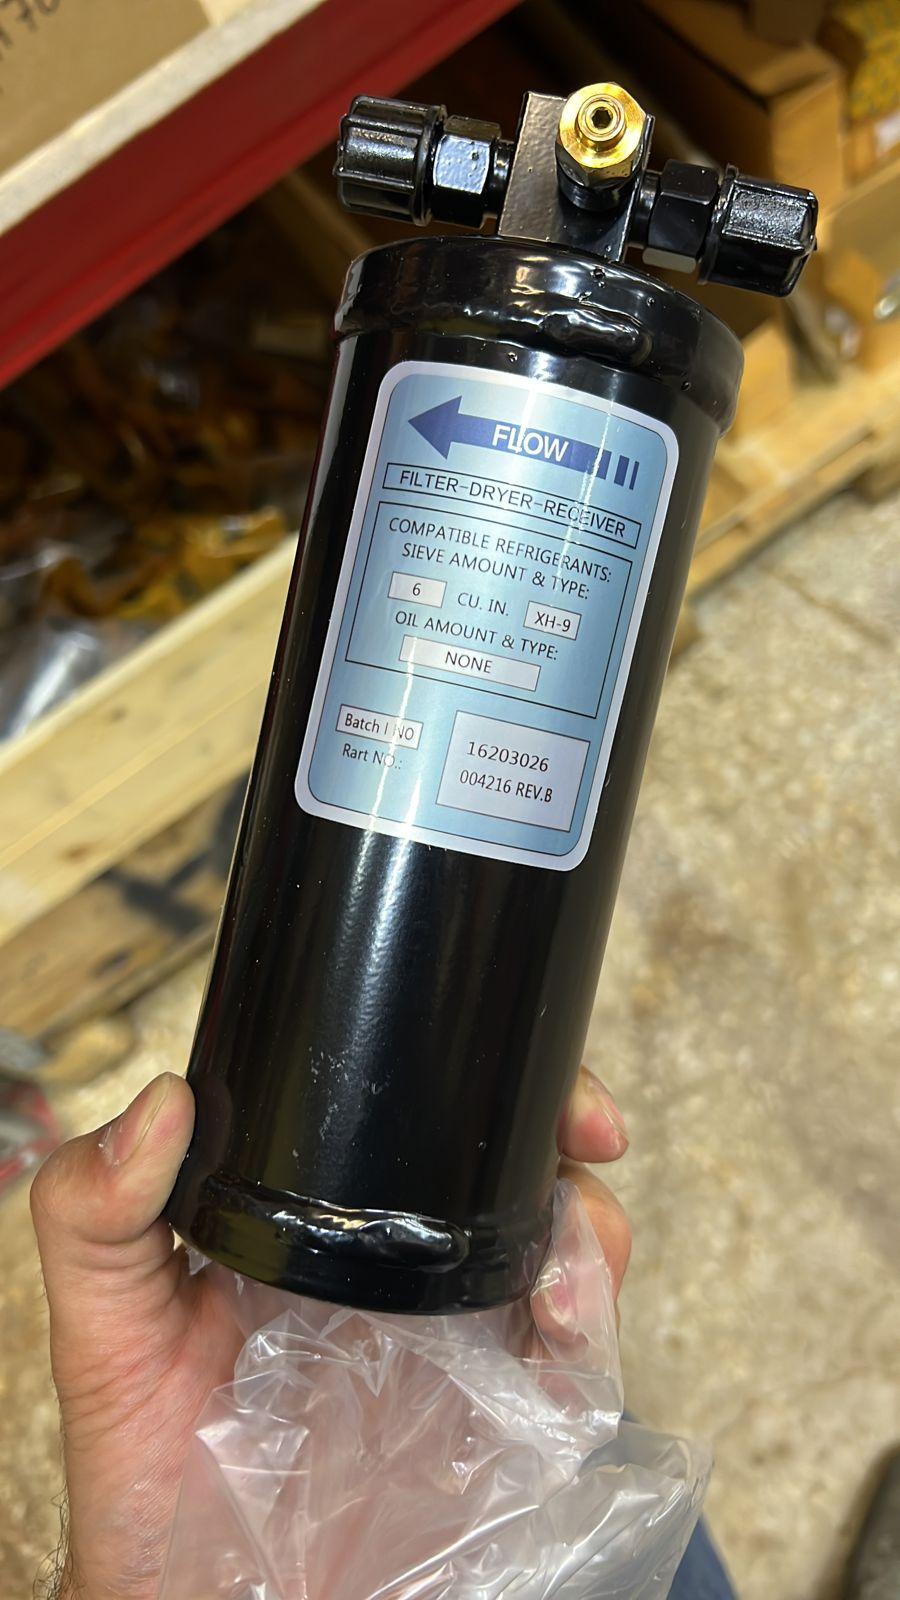 FLOW
FILTER-DRYER-RECEIVER
COMPATIBLE REFRIGERANTS:
SIEVE AMOUNT & TYPE:
6 CU. IN. XH-9
OIL AMOUNT & TYPE:
NONE
Batch I NO
16203026
Rart NO.:
004216 REV.B